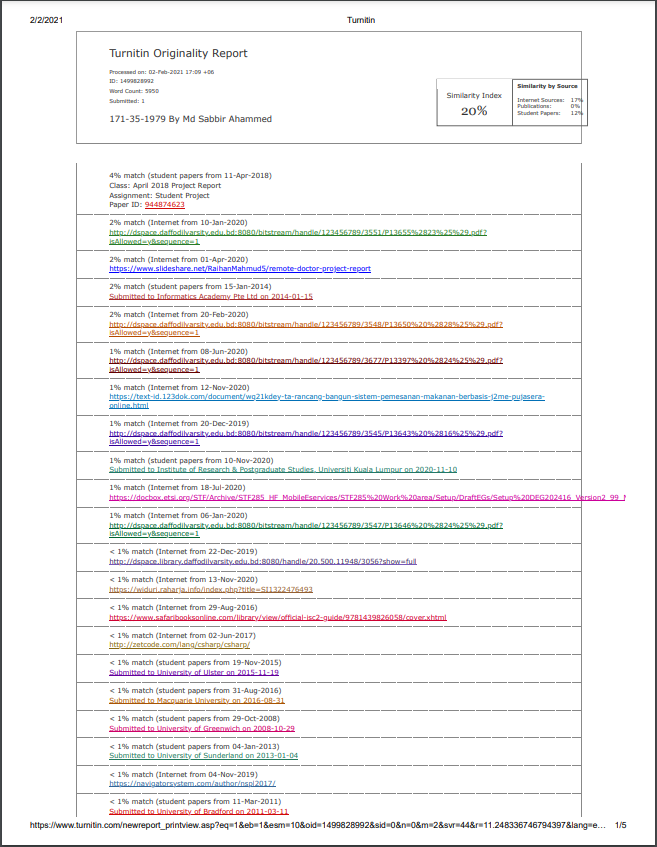 2/2/2021 Turnitin
Turnitin Originality Report
Processed on: 02-Feb-2021 17:09 +06
ID: 1499828992
Word Count: 5950
Submitted: 1
171-35-1979 By Md Sabbir Ahammed
Similarity Index
20%
Similarity by Source
Internet Sources: 17%
Publications: 0%
Student Papers: 12%
4% match (student papers from 11-Apr-2018)
Class: April 2018 Project Report
Assignment: Student Project
Paper ID: 944874623
2% match (Internet from 10-Jan-2020)
http://dspace.daffodilvarsity.edu.bd:8080/bitstream/handle/123456789/3551/P13655%2823%25%29.pdf?
isAllowed=y&sequence=1
2% match (Internet from 01-Apr-2020)
https://www.slideshare.net/RaihanMahmud5/remote-doctor-project-report
2% match (student papers from 15-Jan-2014)
Submitted to Informatics Academy Pte Ltd on 2014-01-15
2% match (Internet from 20-Feb-2020)
http://dspace.daffodilvarsity.edu.bd:8080/bitstream/handle/123456789/3548/P13650%20%2828%25%29.pdf?
isAllowed=y&sequence=1
1% match (Internet from 08-Jun-2020)
http://dspace.daffodilvarsity.edu.bd:8080/bitstream/handle/123456789/3677/P13397%20%2824%25%29.pdf?
isAllowed=y&sequence=1
1% match (Internet from 12-Nov-2020)
https://text-id.123dok.com/document/wq21kdey-ta-rancang-bangun-sistem-pemesanan-makanan-berbasis-j2me-pujasera-
online.html
1% match (Internet from 20-Dec-2019)
http://dspace.daffodilvarsity.edu.bd:8080/bitstream/handle/123456789/3545/P13643%20%2816%25%29.pdf?
isAllowed=y&sequence=1
1% match (student papers from 10-Nov-2020)
Submitted to Institute of Research & Postgraduate Studies, Universiti Kuala Lumpur on 2020-11-10
1% match (Internet from 18-Jul-2020)
https://docbox.etsi.org/STF/Archive/STF285_HF_MobileEservices/STF285%20Work%20area/Setup/DraftEGs/Setup%20DEG202416_Version2_99_
1% match (Internet from 06-Jan-2020)
http://dspace.daffodilvarsity.edu.bd:8080/bitstream/handle/123456789/3547/P13646%20%2824%25%29.pdf?
isAllowed=y&sequence=1
< 1% match (Internet from 22-Dec-2019)
http://dspace.library.daffodilvarsity.edu.bd:8080/handle/20.500.11948/3056?show=full
< 1% match (Internet from 13-Nov-2020)
https://widuri.raharja.info/index.php?title=SI1322476493
< 1% match (Internet from 29-Aug-2016)
https://www.safaribooksonline.com/library/view/official-isc2-guide/9781439826058/cover.xhtml
< 1% match (Internet from 02-Jun-2017)
http://zetcode.com/lang/csharp/csharp/
< 1% match (student papers from 19-Nov-2015)
Submitted to University of Ulster on 2015-11-19
< 1% match (student papers from 31-Aug-2016)
Submitted to Macquarie University on 2016-08-31
< 1% match (student papers from 29-Oct-2008)
Submitted to University of Greenwich on 2008-10-29
< 1% match (student papers from 04-Jan-2013)
Submitted to University of Sunderland on 2013-01-04
< 1% match (Internet from 04-Nov-2019)
https://navigatorsystem.com/author/nspl2017/
< 1% match (student papers from 11-Mar-2011)
Submitted to University of Bradford on 2011-03-11
https://www.turnitin.com/newreport_printview.asp?eq=1&eb=1&esm=10&oid=1499828992&sid=0&n=0&m=2&svr=44&r=11.248336746794397&lang=e... 1/5